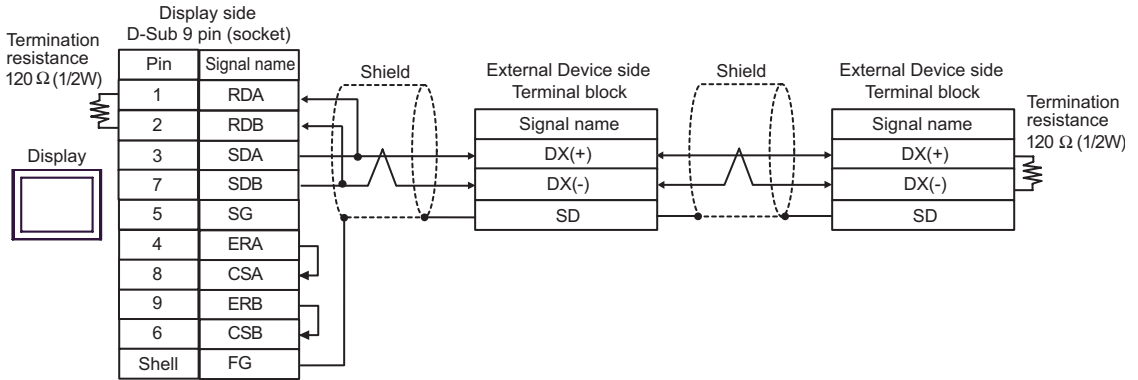 Display side
D-Sub 9 pin (socket)
Termination
resistance
120 Ω (1/2W)
Pin Signal name
1 RDA
2 RDB
3 SDA
7 SDB
5 SG
4 ERA
8 CSA
9 ERB
6 CSB
Shell FG
Display
Shield
External Device side
Terminal block
Signal name
DX(+)
DX(-)
SD
Shield
External Device side
Terminal block
Signal name
DX(+)
DX(-)
SD
Termination
resistance
120 Ω (1/2W)